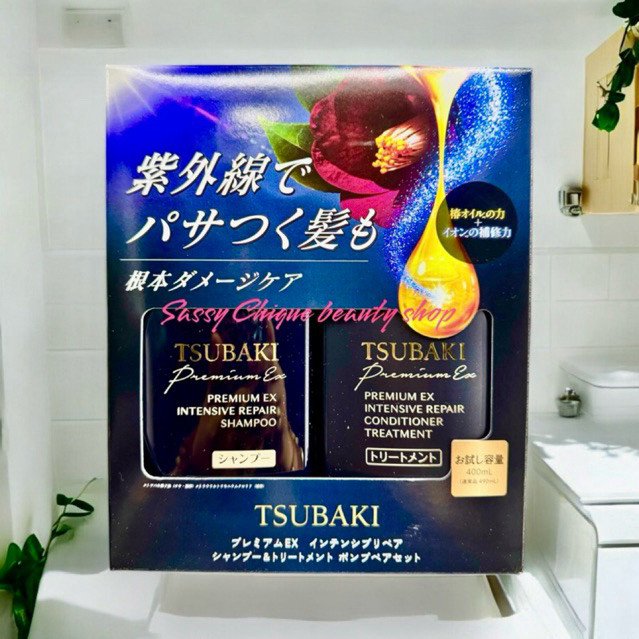 紫外線で
パサつく髪も
椿オイルの力
+
イオンの補修力
根本ダメージケア
Sassy Chique beauty shop
TSUBAKI
Premium Ex
PREMIUM EX
INTENSIVE REPAIR
SHAMPOO
シャンプー
TSUBAKI
Premium Ex
PREMIUM EX
INTENSIVE REPAIR
CONDITIONER
TREATMENT
トリートメント
お試し容量
400mL
TSUBAKI
プレミアムEX インテンシブリペア
シャンプー&トリートメント ポンプペアセット